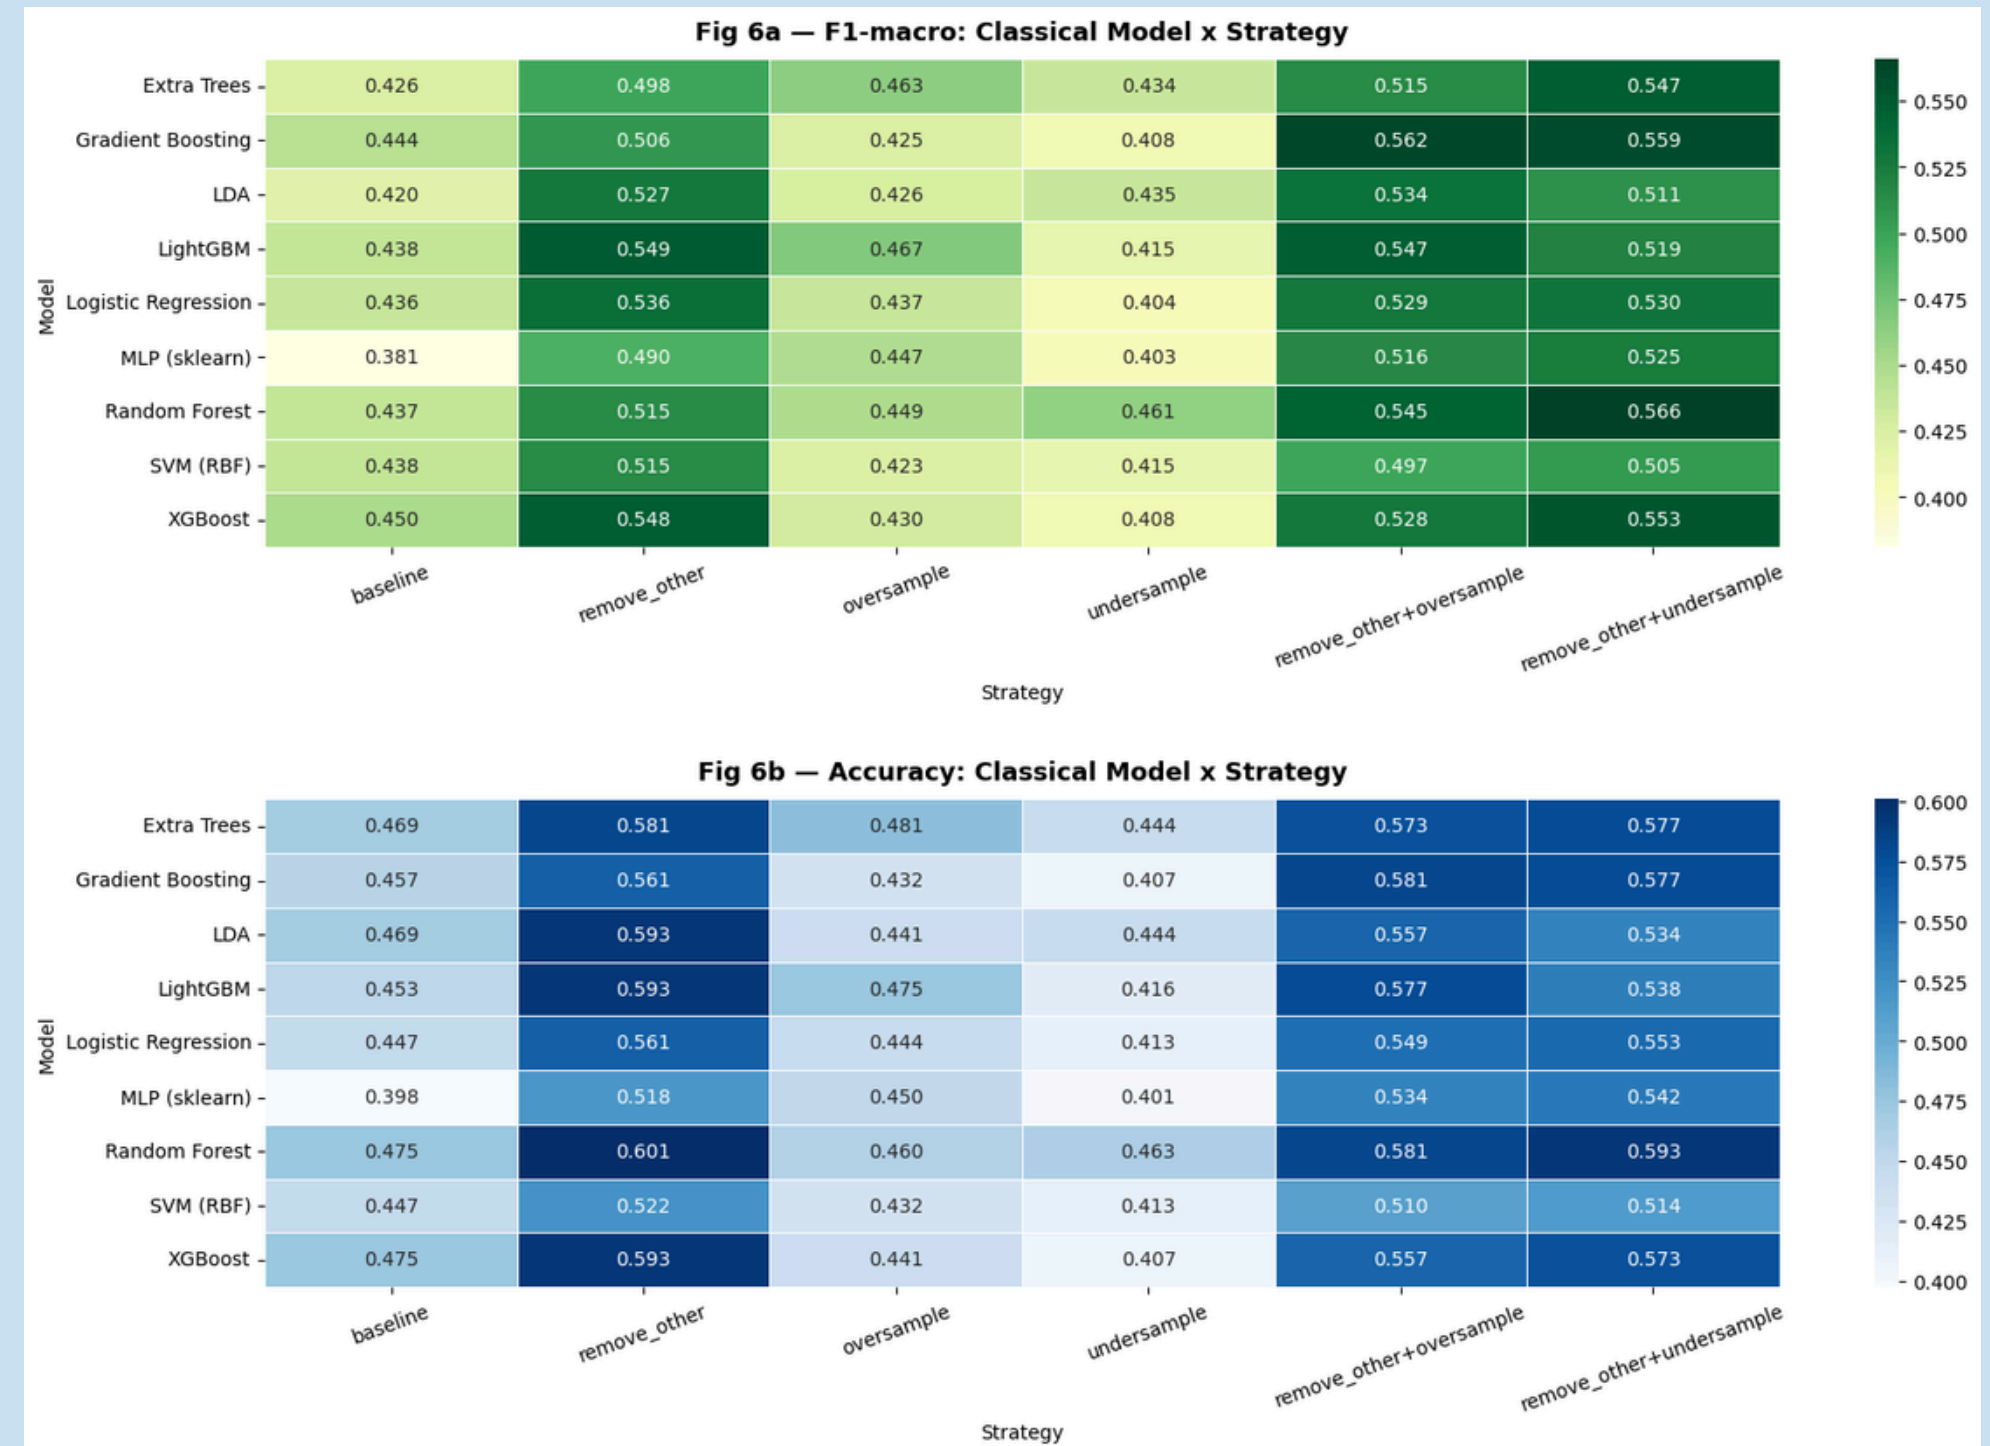 Fig 6a — F1-macro: Classical Model x Strategy
Model
Extra Trees 0.426 0.498 0.463 0.434 0.515 0.547
Gradient Boosting 0.444 0.506 0.425 0.408 0.562 0.559
LDA 0.420 0.527 0.426 0.435 0.534 0.511
LightGBM 0.438 0.549 0.467 0.415 0.547 0.519
Logistic Regression 0.436 0.536 0.437 0.404 0.529 0.530
MLP (sklearn) 0.381 0.490 0.447 0.403 0.516 0.525
Random Forest 0.437 0.515 0.449 0.461 0.545 0.566
SVM (RBF) 0.438 0.515 0.423 0.415 0.497 0.505
XGBoost 0.450 0.548 0.430 0.408 0.528 0.553
baseline remove_other oversample undersample remove_other+oversample remove_other+undersample
Strategy
0.550
0.525
0.500
0.475
0.450
0.425
0.400
Fig 6b — Accuracy: Classical Model x Strategy
Model
Extra Trees 0.469 0.581 0.481 0.444 0.573 0.577
Gradient Boosting 0.457 0.561 0.432 0.407 0.581 0.577
LDA 0.469 0.593 0.441 0.444 0.557 0.534
LightGBM 0.453 0.593 0.475 0.416 0.577 0.538
Logistic Regression 0.447 0.561 0.444 0.413 0.549 0.553
MLP (sklearn) 0.398 0.518 0.450 0.401 0.534 0.542
Random Forest 0.475 0.601 0.460 0.463 0.581 0.593
SVM (RBF) 0.447 0.522 0.432 0.413 0.510 0.514
XGBoost 0.475 0.593 0.441 0.407 0.557 0.573
baseline remove_other oversample undersample remove_other+oversample remove_other+undersample
Strategy
0.600
0.575
0.550
0.525
0.500
0.475
0.450
0.425
0.400